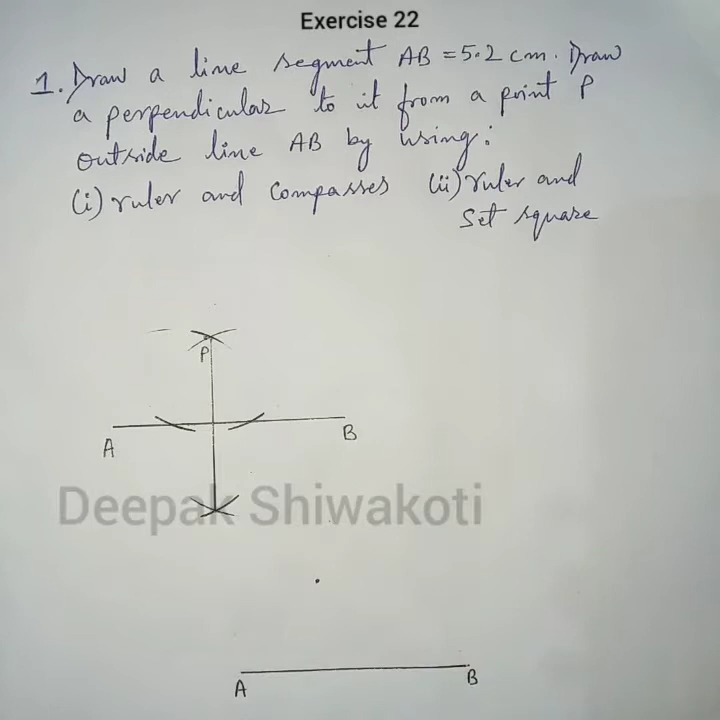 Exercise 22
1. Draw a line segment AB = 5.2 cm. Draw
a perpendicular to it from a point P
outside line AB by using:
(i) ruler and compasses (ii) ruler and
set square
P
A B
Deepak Shiwakoti
A B